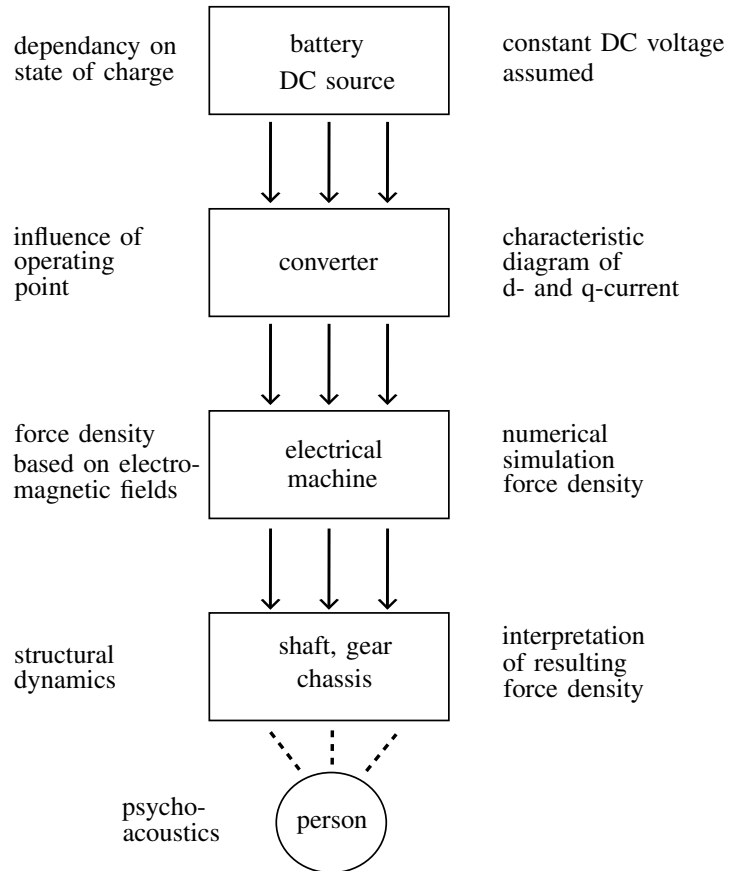 dependancy on
state of charge
battery
DC source
constant DC voltage
assumed
influence of
operating
point
converter
characteristic
diagram of
d- and q-current
force density
based on electro-
magnetic fields
electrical
machine
numerical
simulation
force density
structural
dynamics
shaft, gear
chassis
interpretation
of resulting
force density
psycho-
acoustics
person